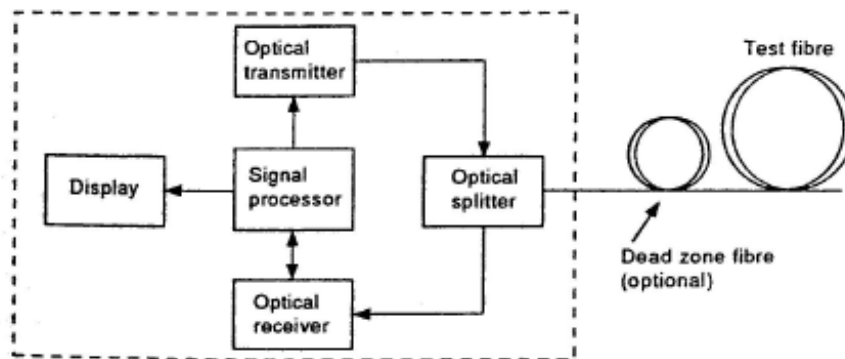 Optical
transmitter
Test fibre
Display
Signal
processor
Optical
splitter
Dead zone fibre
(optional)
Optical
receiver